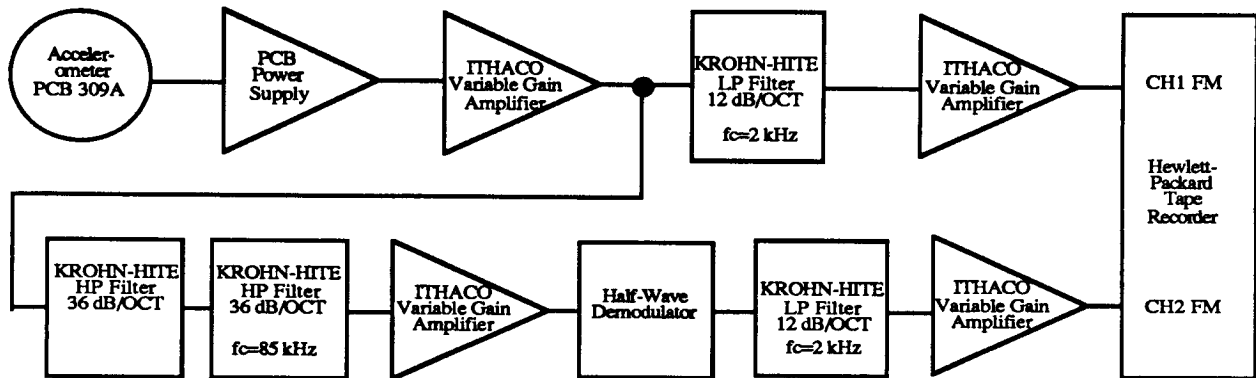 Acceler-
ometer
PCB 309A
PCB
Power
Supply
ITHACO
Variable Gain
Amplifier
KROHN-HITE
LP Filter
12 dB/OCT
fc=2 kHz
ITHACO
Variable Gain
Amplifier
CH1 FM
Hewlett-
Packard
Tape
Recorder
KROHN-HITE
HP Filter
36 dB/OCT
KROHN-HITE
HP Filter
36 dB/OCT
fc=85 kHz
ITHACO
Variable Gain
Amplifier
Half-Wave
Demodulator
KROHN-HITE
LP Filter
12 dB/OCT
fc=2 kHz
ITHACO
Variable Gain
Amplifier
CH2 FM